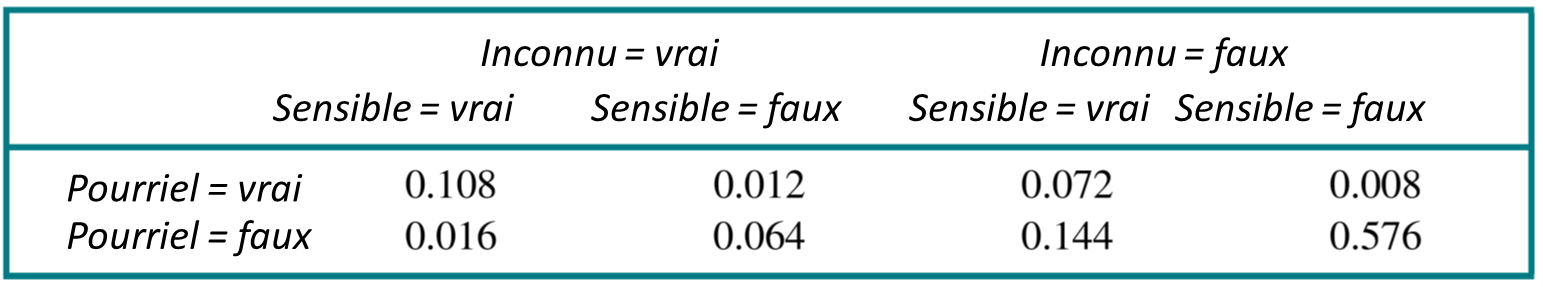 Inconnu = vrai Inconnu = faux
Sensible = vrai Sensible = faux Sensible = vrai Sensible = faux
Pourriel = vrai 0.108 0.012 0.072 0.008
Pourriel = faux 0.016 0.064 0.144 0.576